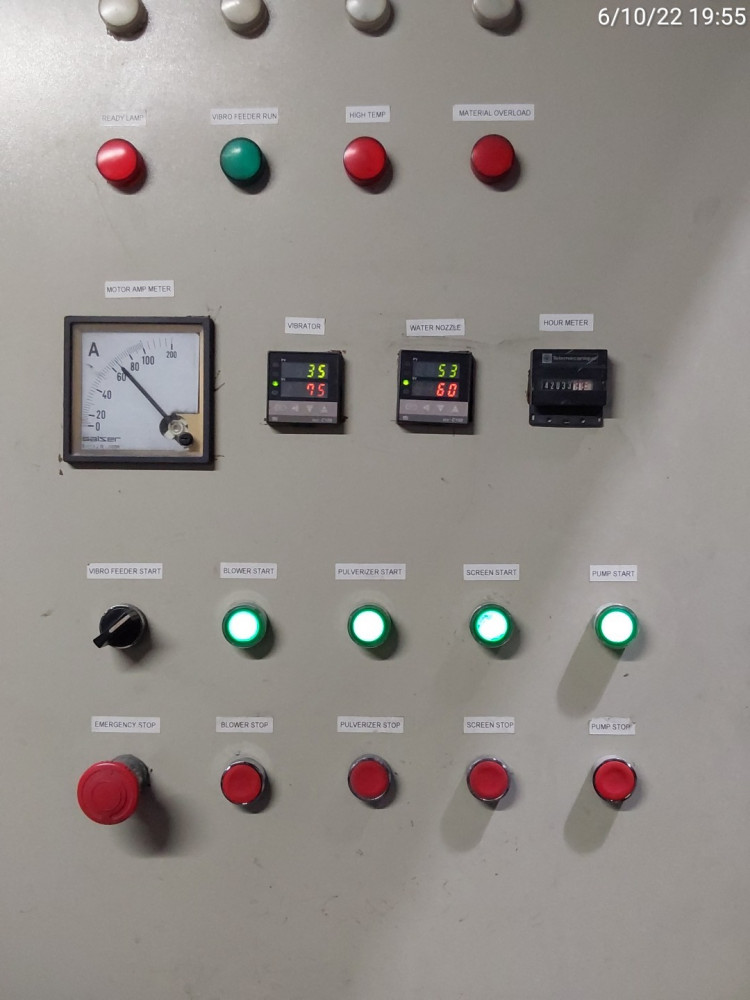 6/10/22 19:55
READY LAMP
VIBRO FEEDER RUN
HIGH TEMP
MATERIAL OVERLOAD
MOTOR AMP METER
VIBRATOR
WATER NOZZLE
HOUR METER
A
0
20
40
60
80
100
200
35
75
53
60
Telemecanique
VIBRO FEEDER START
BLOWER START
PULVERIZER START
SCREEN START
PUMP START
EMERGENCY STOP
BLOWER STOP
PULVERIZER STOP
SCREEN STOP
PUMP STOP